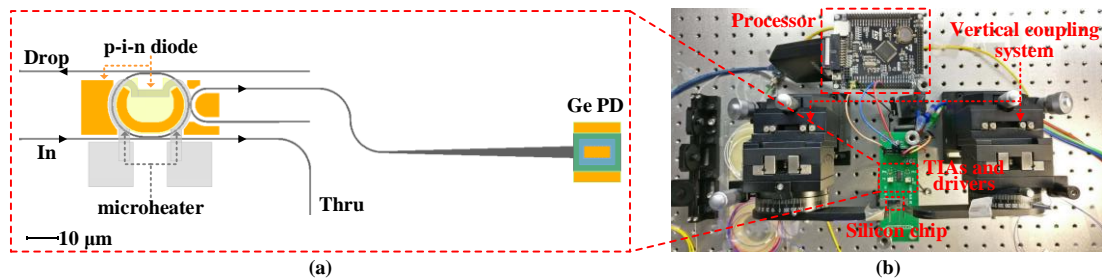 p-i-n diode
Drop
In
microheater
Thru
Ge PD
10 μm
(a)
Processor
Vertical coupling
system
TIAs and
drivers
Silicon chip
(b)